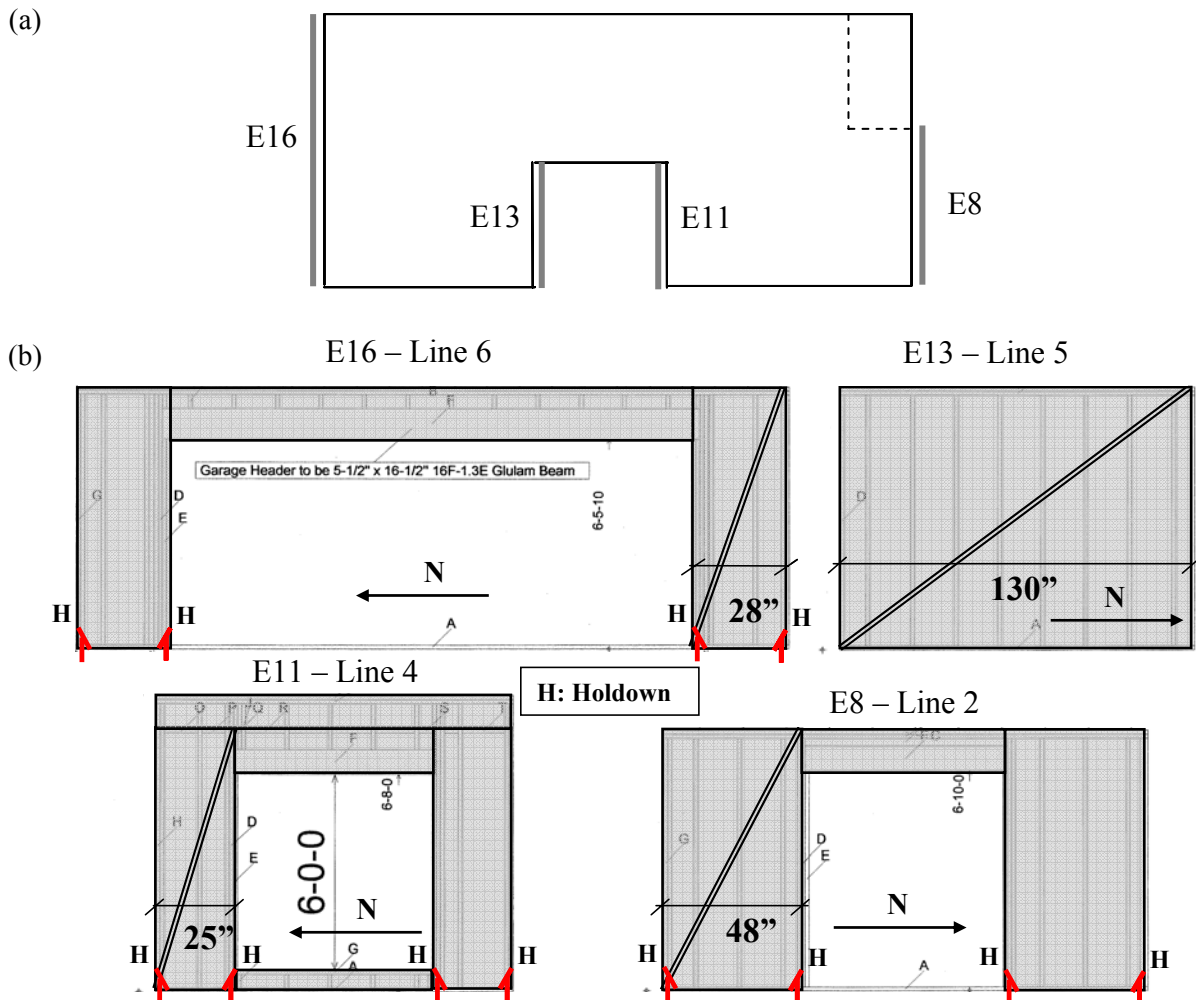 (a)
E16
E13
E11
E8
(b)
E16 – Line 6
E13 – Line 5
Garage Header to be 5-1/2" x 16-1/2" 16F-1.3E Glulam Beam
G
D
E
F
6-5-10
N
A
H
H
H
H
28”
D
130”
N
A
E11 – Line 4
H: Holdown
E8 – Line 2
O
P
Q
R
S
T
F
H
D
E
6-8-0
6-0-0
N
25”
G
A
H
H
H
H
G
D
E
6-10-0
N
48”
A
H
H
H
H